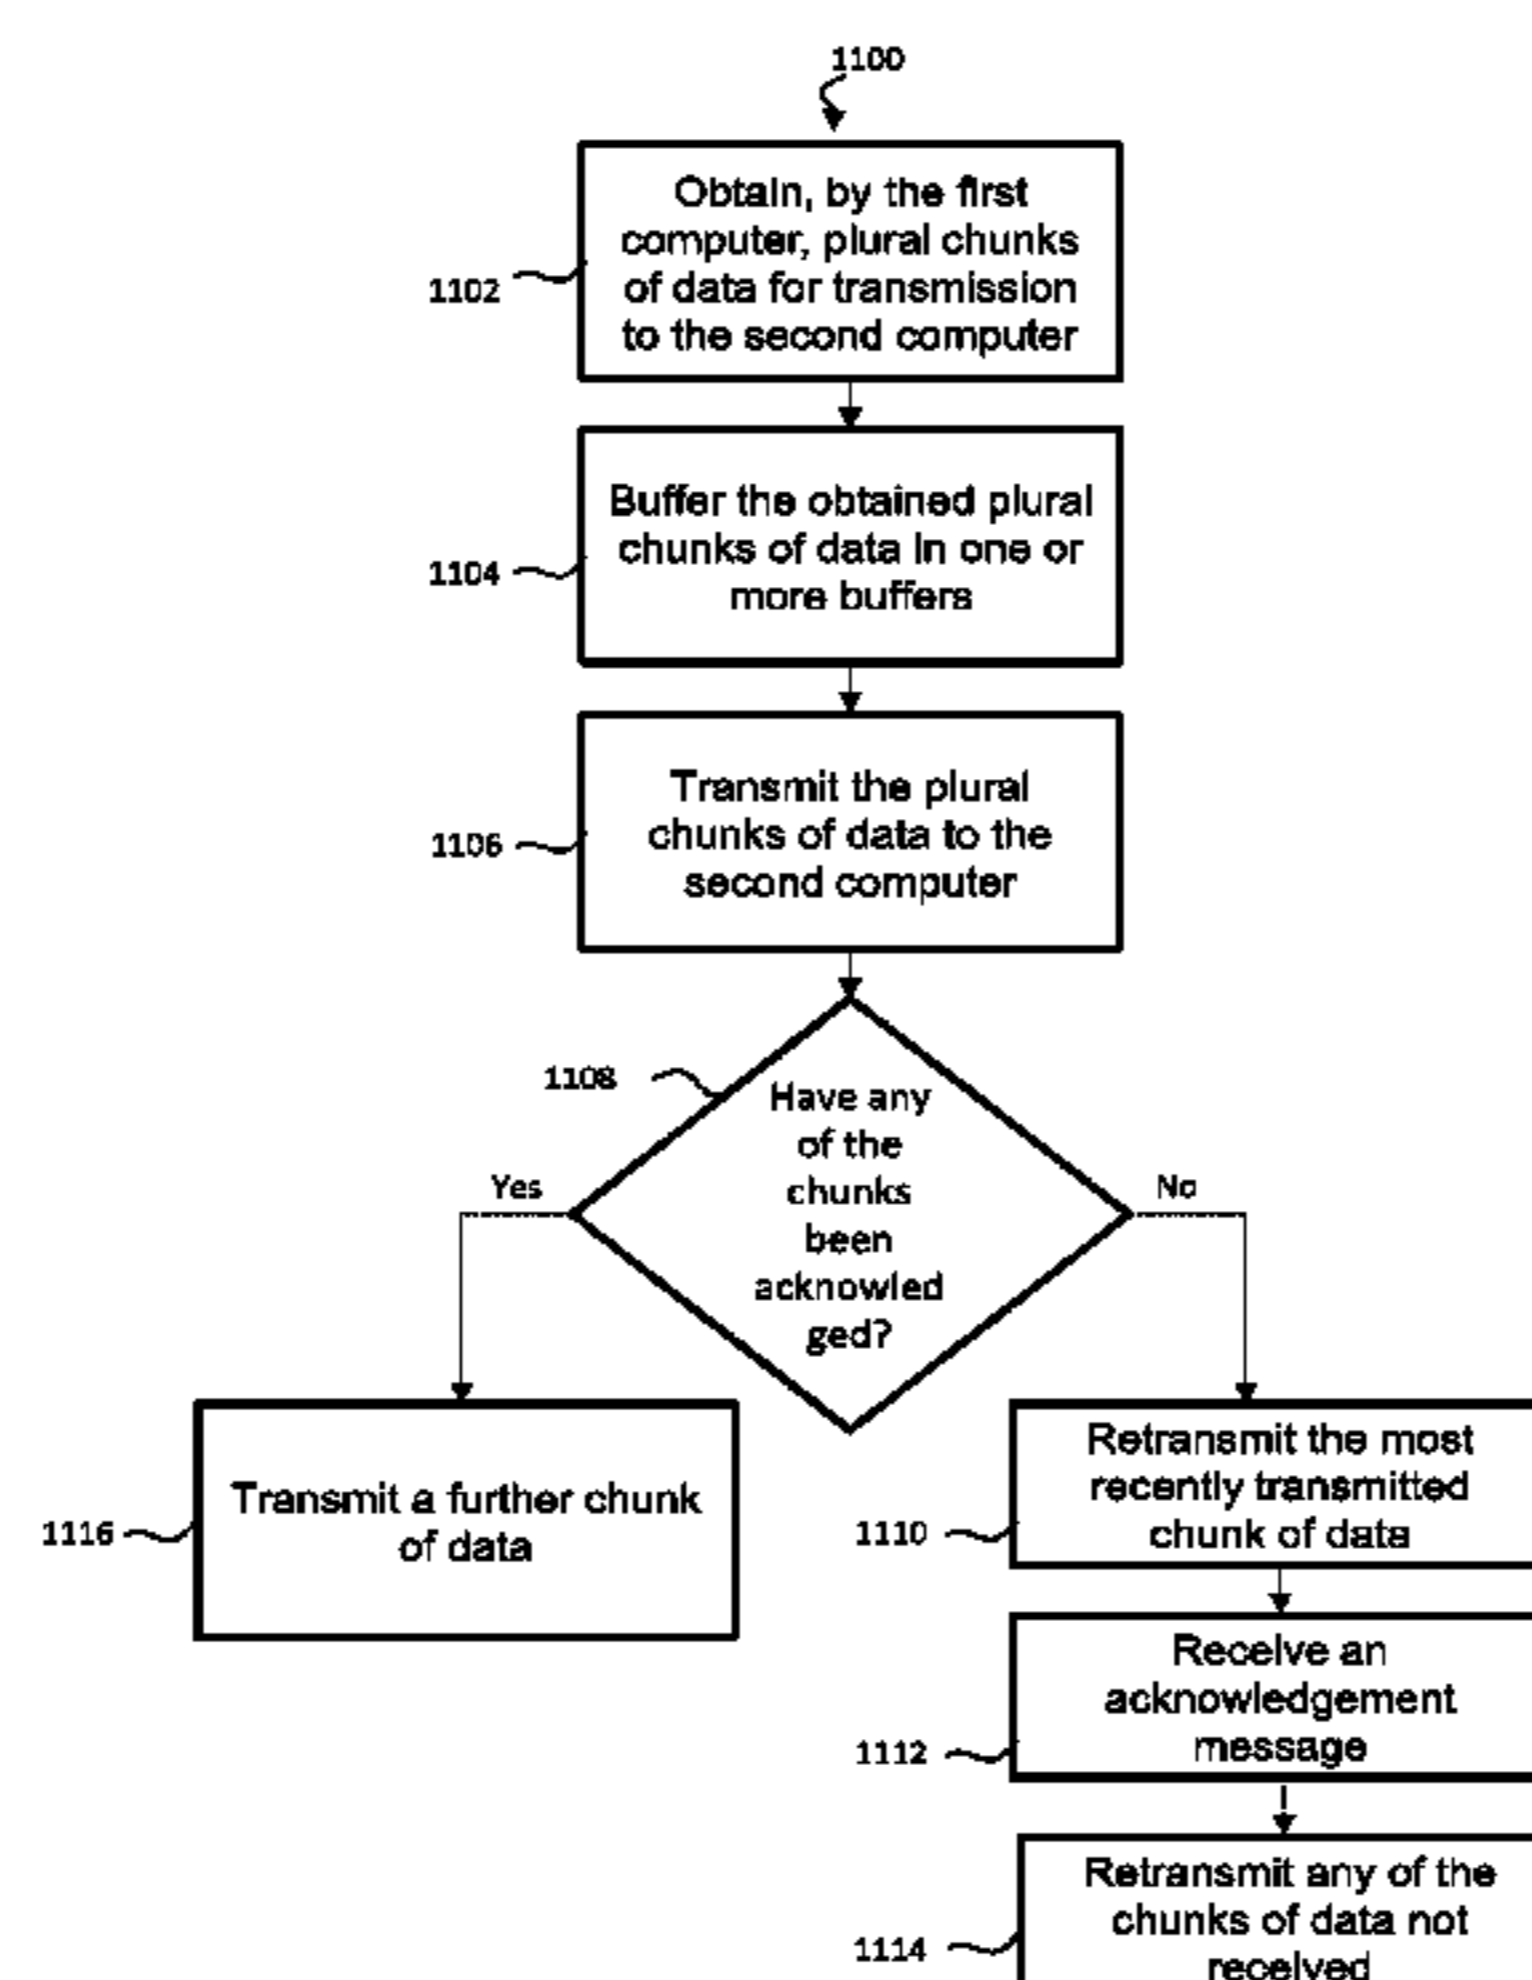 1100
Obtain, by the first
computer, plural chunks
of data for transmission
to the second computer
1102
Buffer the obtained plural
chunks of data in one or
more buffers
1104
Transmit the plural
chunks of data to the
second computer
1106
1108
Have any
of the
chunks
been
acknowled
ged?
Yes
No
Transmit a further chunk
of data
1116
Retransmit the most
recently transmitted
chunk of data
1110
Receive an
acknowledgement
message
1112
Retransmit any of the
chunks of data not
received
1114